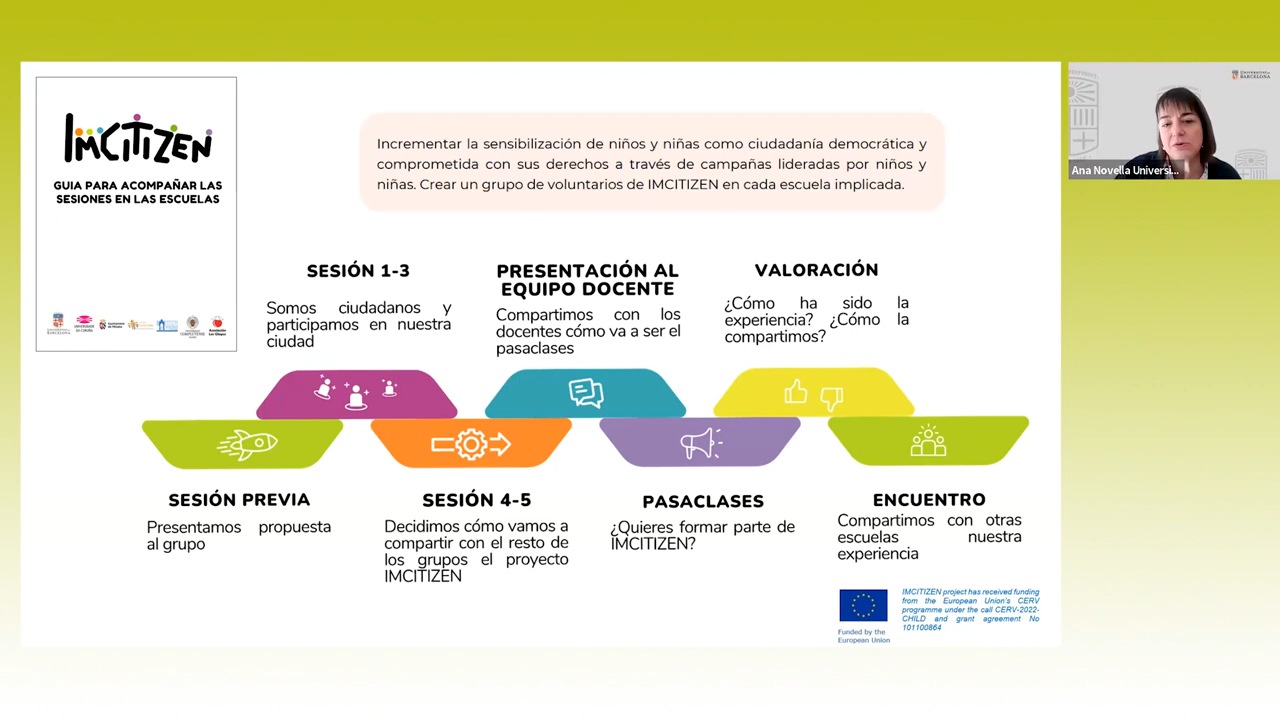 IMCITIZEN
GUIA PARA ACOMPAÑAR LAS
SESIONES EN LAS ESCUELAS
Incrementar la sensibilización de niños y niñas como ciudadanía democrática y
comprometida con sus derechos a través de campañas lideradas por niños y
niñas. Crear un grupo de voluntarios de IMCITIZEN en cada escuela implicada.
UNIVERSITAT DE
BARCELONA
Ana Novella Universi...
SESIÓN 1-3
Somos ciudadanos y
participamos en nuestra
ciudad
PRESENTACIÓN AL
EQUIPO DOCENTE
Compartimos con los
docentes cómo va a ser el
pasaclases
VALORACIÓN
¿Cómo ha sido la
experiencia? ¿Cómo la
compartimos?
SESIÓN PREVIA
Presentamos propuesta
al grupo
SESIÓN 4-5
Decidimos cómo vamos a
compartir con el resto de
los grupos el proyecto
IMCITIZEN
PASACLASES
¿Quieres formar parte de
IMCITIZEN?
ENCUENTRO
Compartimos con otras
escuelas nuestra
experiencia
Funded by the
European Union
IMCITIZEN project has received funding
from the European Union's CERV
programme under the call CERV-2022-
CHILD and grant agreement No
101100864